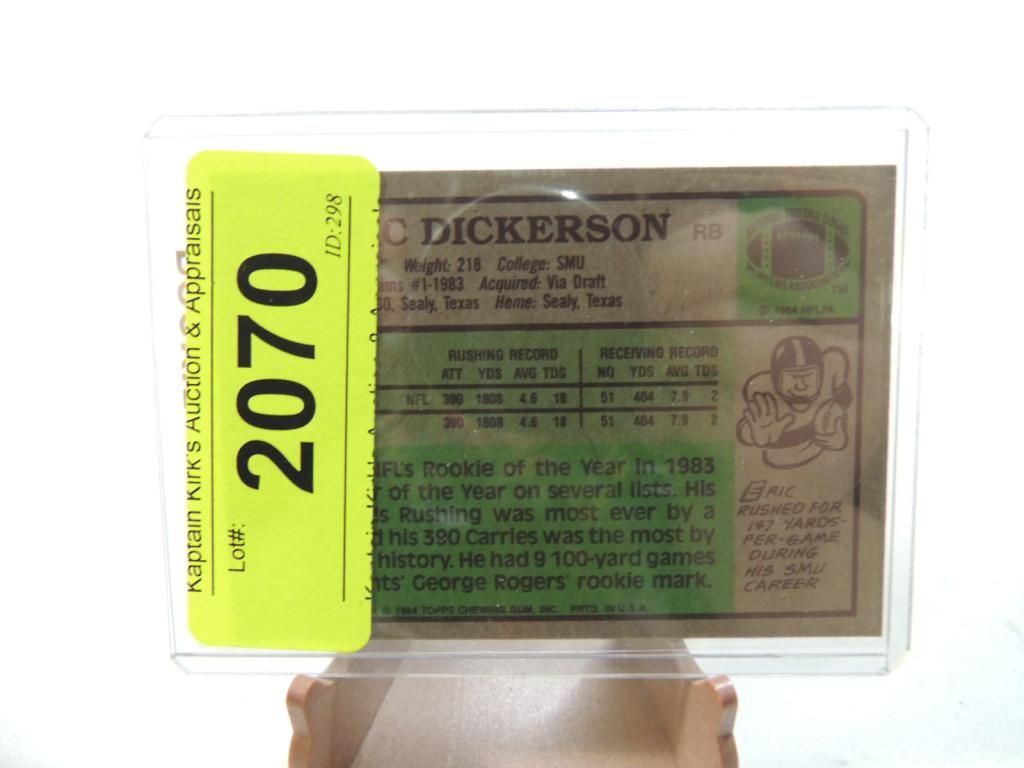 Kaptain Kirk's Auction & Appraisals
Lot#:
2070
ID:298
C DICKERSON RB
Weight: 218 College: SMU
ams #1-1983 Acquired: Via Draft
60, Sealy, Texas Home: Sealy, Texas
TM
© 1984 NFLPA
RUSHING RECORD RECEIVING RECORD
ATT YDS AVG TDS NO YDS AVG TDS
NFL 390 1808 4.6 18 51 404 7.9 2
390 1808 4.6 18 51 404 7.9 2
NFL's Rookie of the Year in 1983
r of the Year on several lists. His
s Rushing was most ever by a
d his 390 Carries was the most by
history. He had 9 100-yard games
nts' George Rogers' rookie mark.
© 1984 TOPPS CHEWING GUM, INC. PRTD. IN U.S.A.
ERIC
RUSHED FOR
147 YARDS-
PER-GAME
DURING
HIS SMU
CAREER